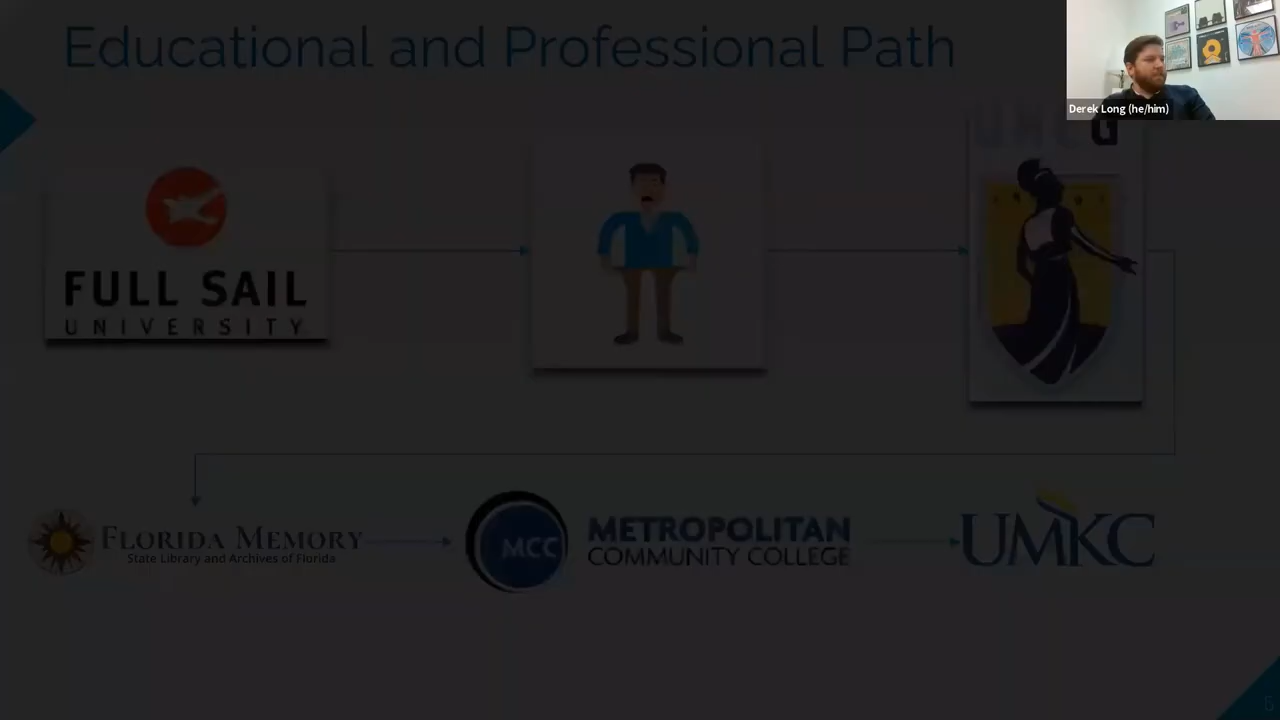 Educational and Professional Path
Derek Long (he/him)
G
FULL SAIL
UNIVERSITY
FLORIDA MEMORY
State Library and Archives of Florida
MCC
METROPOLITAN
COMMUNITY COLLEGE
UMKC